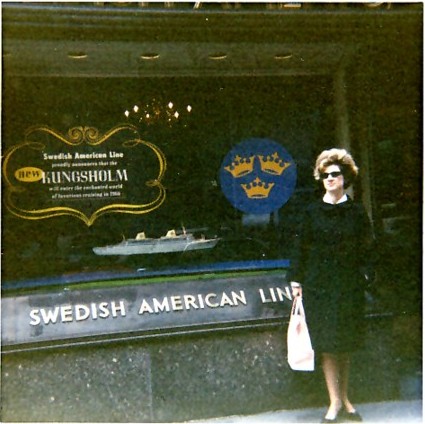 Swedish American Line
proudly announces that the
new KUNGSHOLM
will enter the enchanted world
of luxurious cruising in 1966
SWEDISH AMERICAN LIN